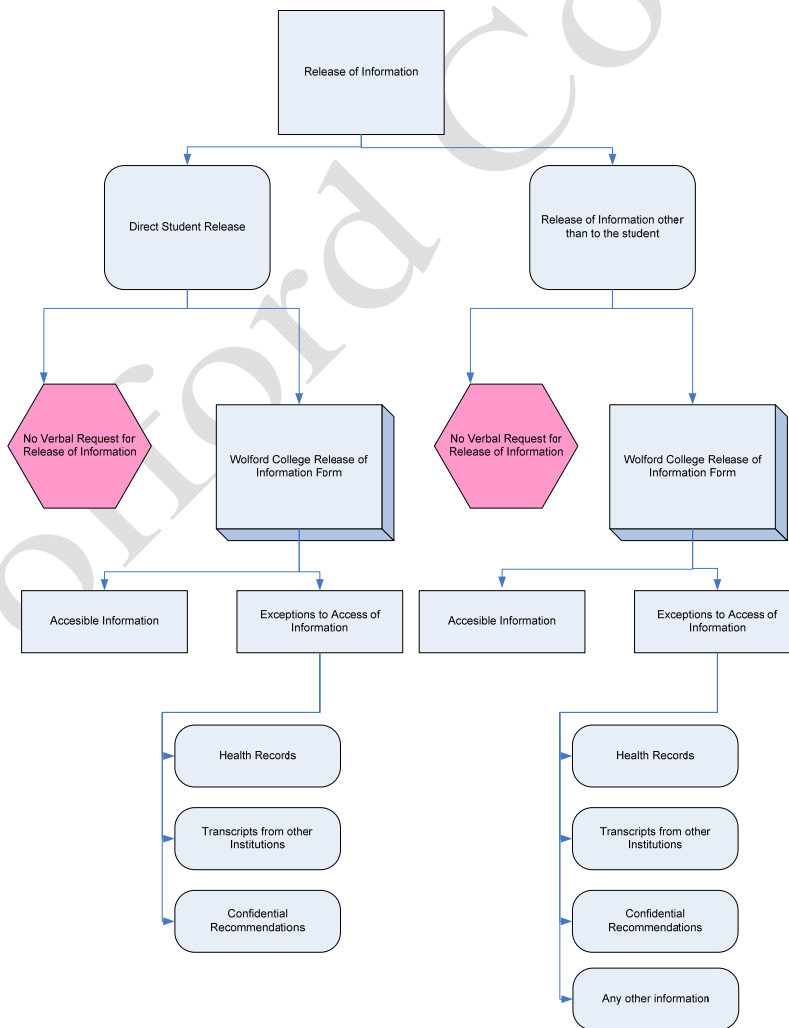 Release of Information
Direct Student Release
Release of Information other
than to the student
No Verbal Request for
Release of Information
Wolford College Release of
Information Form
No Verbal Request for
Release of Information
Wolford College Release of
Information Form
Accesible Information
Exceptions to Access of
Information
Accesible Information
Exceptions to Access of
Information
Health Records
Transcripts from other
Institutions
Confidential
Recommendations
Health Records
Transcripts from other
Institutions
Confidential
Recommendations
Any other information